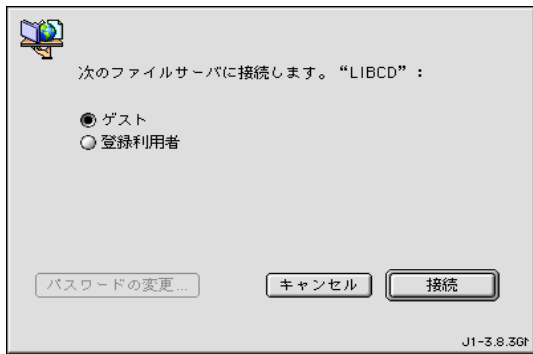 次のファイルサーバに接続します。“LIBCD”：
ゲスト
登録利用者
パスワードの変更...
キャンセル
接続
J1-3.8.3G1